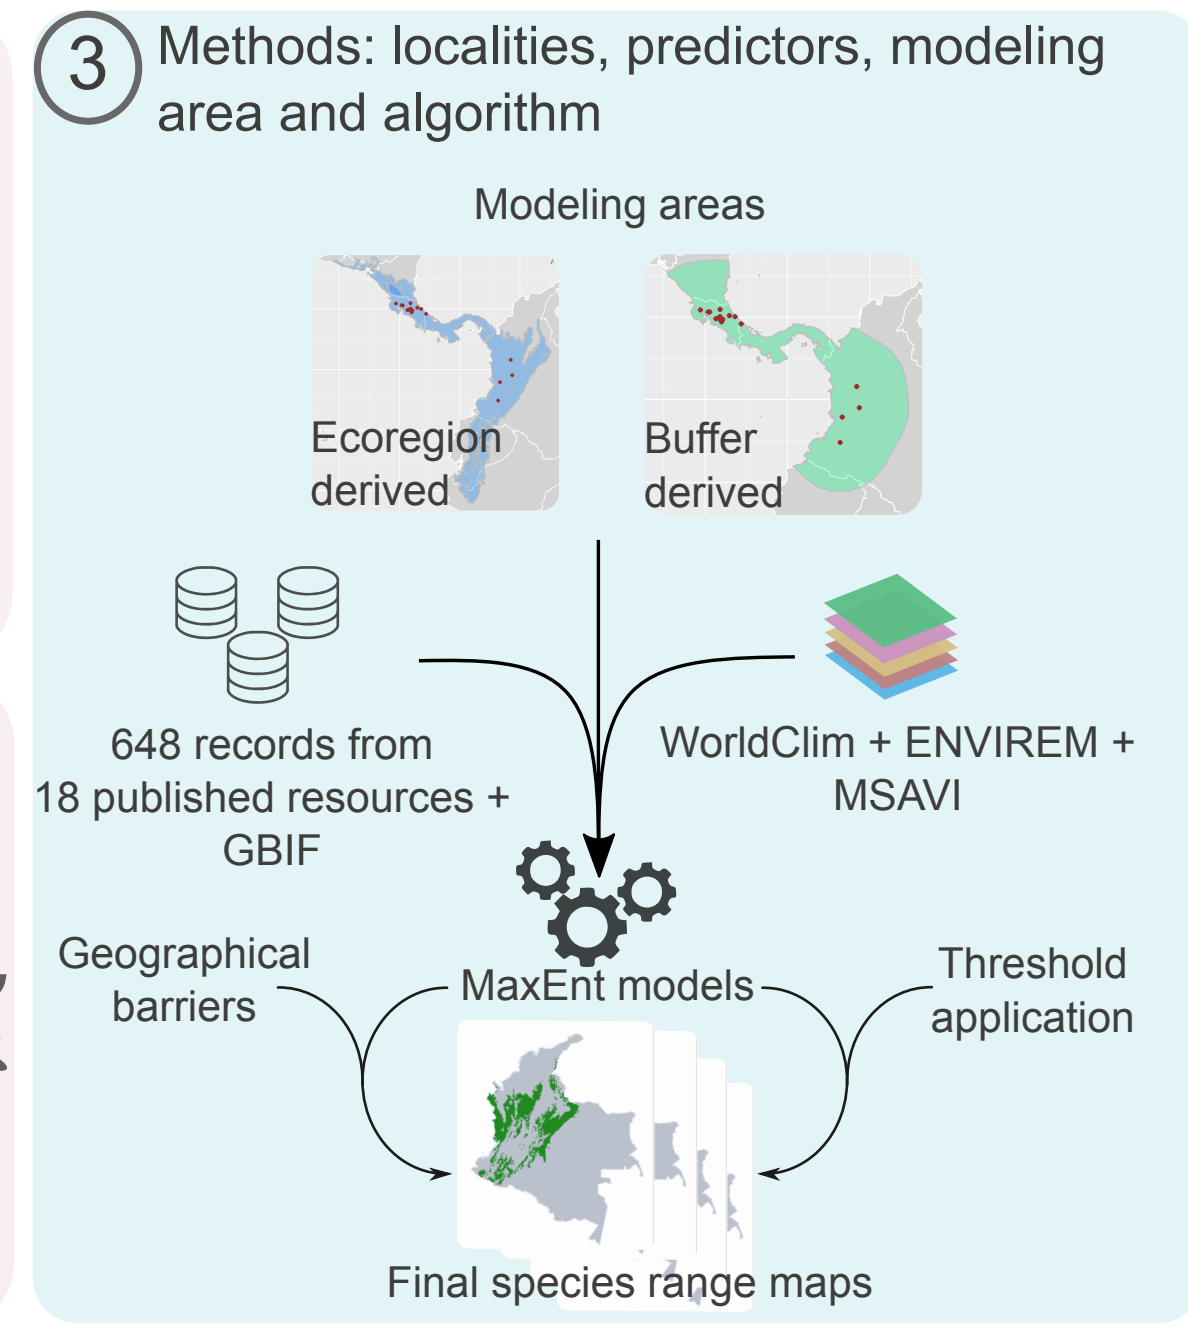 3
Methods: localities, predictors, modeling
area and algorithm
Modeling areas
Ecoregion
derived
Buffer
derived
648 records from
18 published resources +
GBIF
WorldClim + ENVIREM +
MSAVI
Geographical
barriers
MaxEnt models
Threshold
application
Final species range maps